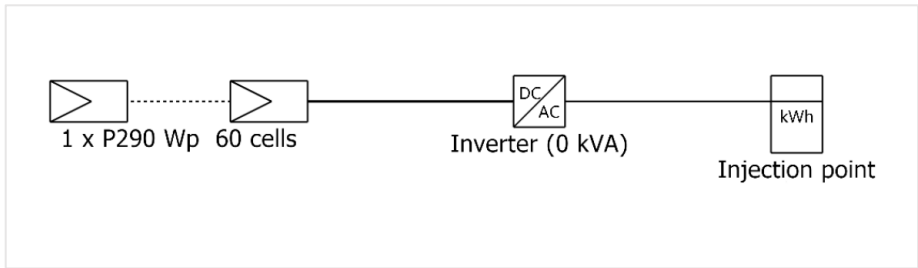 DC
AC
kWh
1 x P290 Wp 60 cells
Inverter (0 kVA)
Injection point